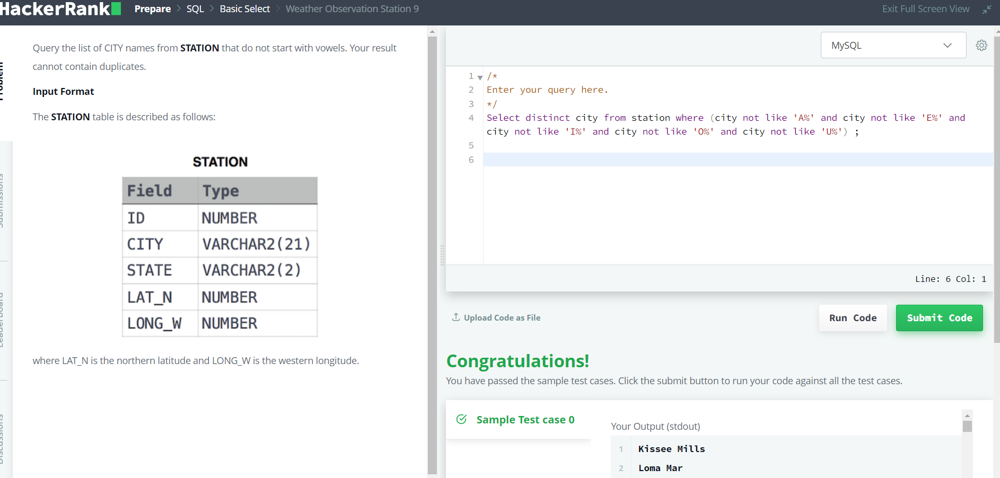 HackerRank Prepare > SQL > Basic Select > Weather Observation Station 9 Exit Full Screen View
Problem
Submissions
Leaderboard
Discussions
Query the list of CITY names from STATION that do not start with vowels. Your result
cannot contain duplicates.
Input Format
The STATION table is described as follows:
STATION
Field Type
ID NUMBER
CITY VARCHAR2(21)
STATE VARCHAR2(2)
LAT_N NUMBER
LONG_W NUMBER
where LAT_N is the northern latitude and LONG_W is the western longitude.
MySQL
1 /*
2 Enter your query here.
3 */
4 Select distinct city from station where (city not like 'A%' and city not like 'E%' and
city not like 'I%' and city not like 'O%' and city not like 'U%') ;
5
6
Line: 6 Col: 1
Upload Code as File
Run Code
Submit Code
Congratulations!
You have passed the sample test cases. Click the submit button to run your code against all the test cases.
Sample Test case 0
Your Output (stdout)
1 Kissee Mills
2 Loma Mar